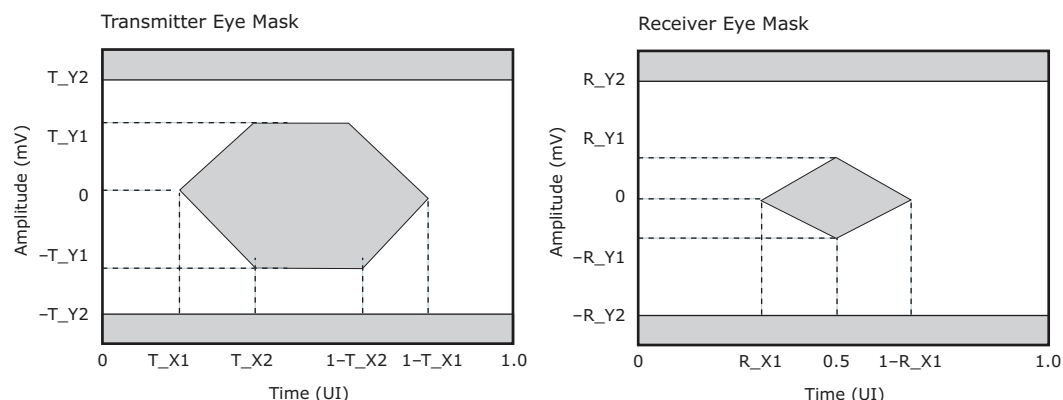 Transmitter Eye Mask
T_Y2
T_Y1
0
–T_Y1
–T_Y2
Amplitude (mV)
0
T_X1
T_X2
1–T_X2
1–T_X1
1.0
Time (UI)
Receiver Eye Mask
R_Y2
R_Y1
0
–R_Y1
–R_Y2
Amplitude (mV)
0
R_X1
0.5
1–R_X1
1.0
Time (UI)